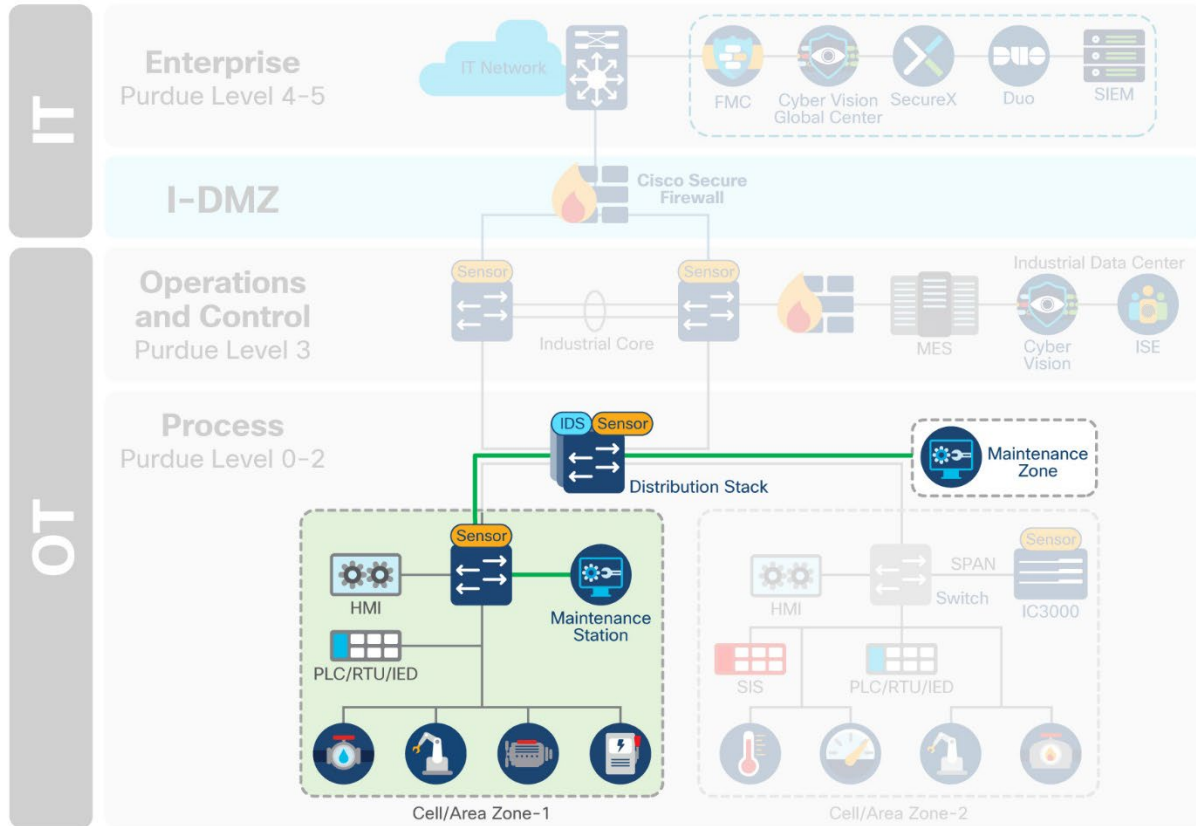 IT
Enterprise
Purdue Level 4-5
IT Network
FMC
Cyber Vision
Global Center
SecureX
DUO
Duo
SIEM
I-DMZ
Cisco Secure
Firewall
OT
Operations
and Control
Purdue Level 3
Sensor
Sensor
Industrial Core
Industrial Data Center
MES
Cyber
Vision
ISE
Process
Purdue Level 0-2
IDS
Sensor
Distribution Stack
Maintenance
Zone
Sensor
HMI
Maintenance
Station
PLC/RTU/IED
Cell/Area Zone-1
HMI
Switch
SPAN
Sensor
IC3000
SIS
PLC/RTU/IED
Cell/Area Zone-2